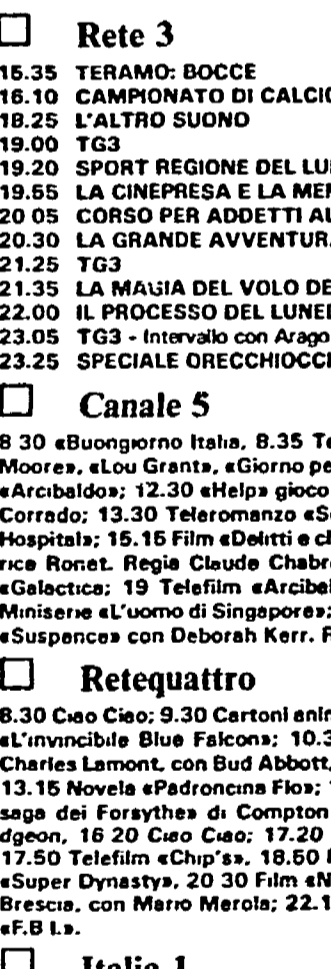 Rete 3
15.35 TERAMO: BOCCE
16.10 CAMPIONATO DI CALCIO
18.25 L'ALTRO SUONO
19.00 TG3
19.20 SPORT REGIONE DEL LU
19.55 LA CINEPRESA E LA ME
20 05 CORSO PER ADDETTI A
20.30 LA GRANDE AVVENTUR
21.25 TG3
21.35 LA MAGIA DEL VOLO DE
22.00 IL PROCESSO DEL LUNE
23.05 TG3 - Intervallo con Arago
23.25 SPECIALE ORECCHIOCC
Canale 5
8 30 «Buongiorno Italia, 8.35 Te
Moore», «Lou Grant», «Giorno pe
«Arcibaldo»; 12.30 «Help» gioco
Corrado; 13.30 Teleromanzo «S
Hospital»; 15.15 Film «Delitti e c
rice Ronet. Regia Claude Chabr
«Galactica; 19 Telefilm «Arciba
Miniserie «L'uomo di Singapore»;
«Suspence» con Deborah Kerr. R
Retequattro
8.30 Ciao Ciao; 9.30 Cartoni anim
«L'invincibile Blue Falcon»; 10.3
Charles Lamont, con Bud Abbott,
13.15 Novela «Padroncina Flo»;
saga dei Forsythe» di Compton
dgeon, 16 20 Ciao Ciao; 17.20
17.50 Telefilm «Chip's», 18.50
«Super Dynasty», 20 30 Film «N
Brescia, con Mario Merola; 22.1
«F.B I.».
Italia 1